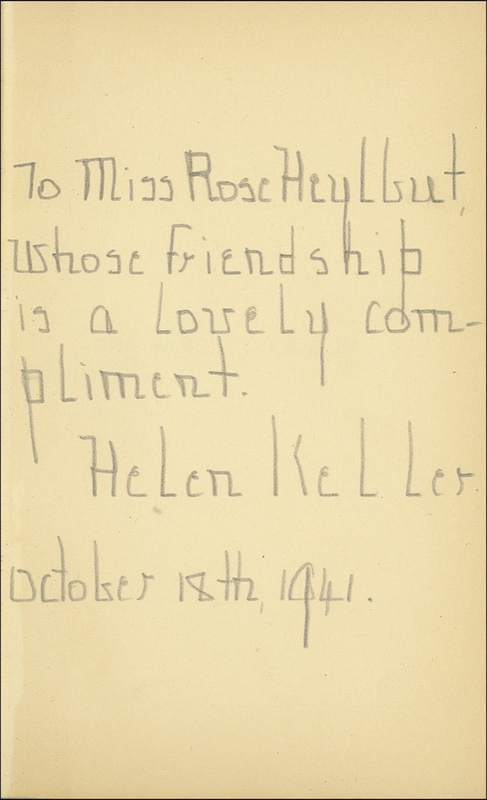 To Miss Rose Heylbut,
whose friendship
is a lovely com-
pliment.
Helen Keller.
October 18th, 1941.